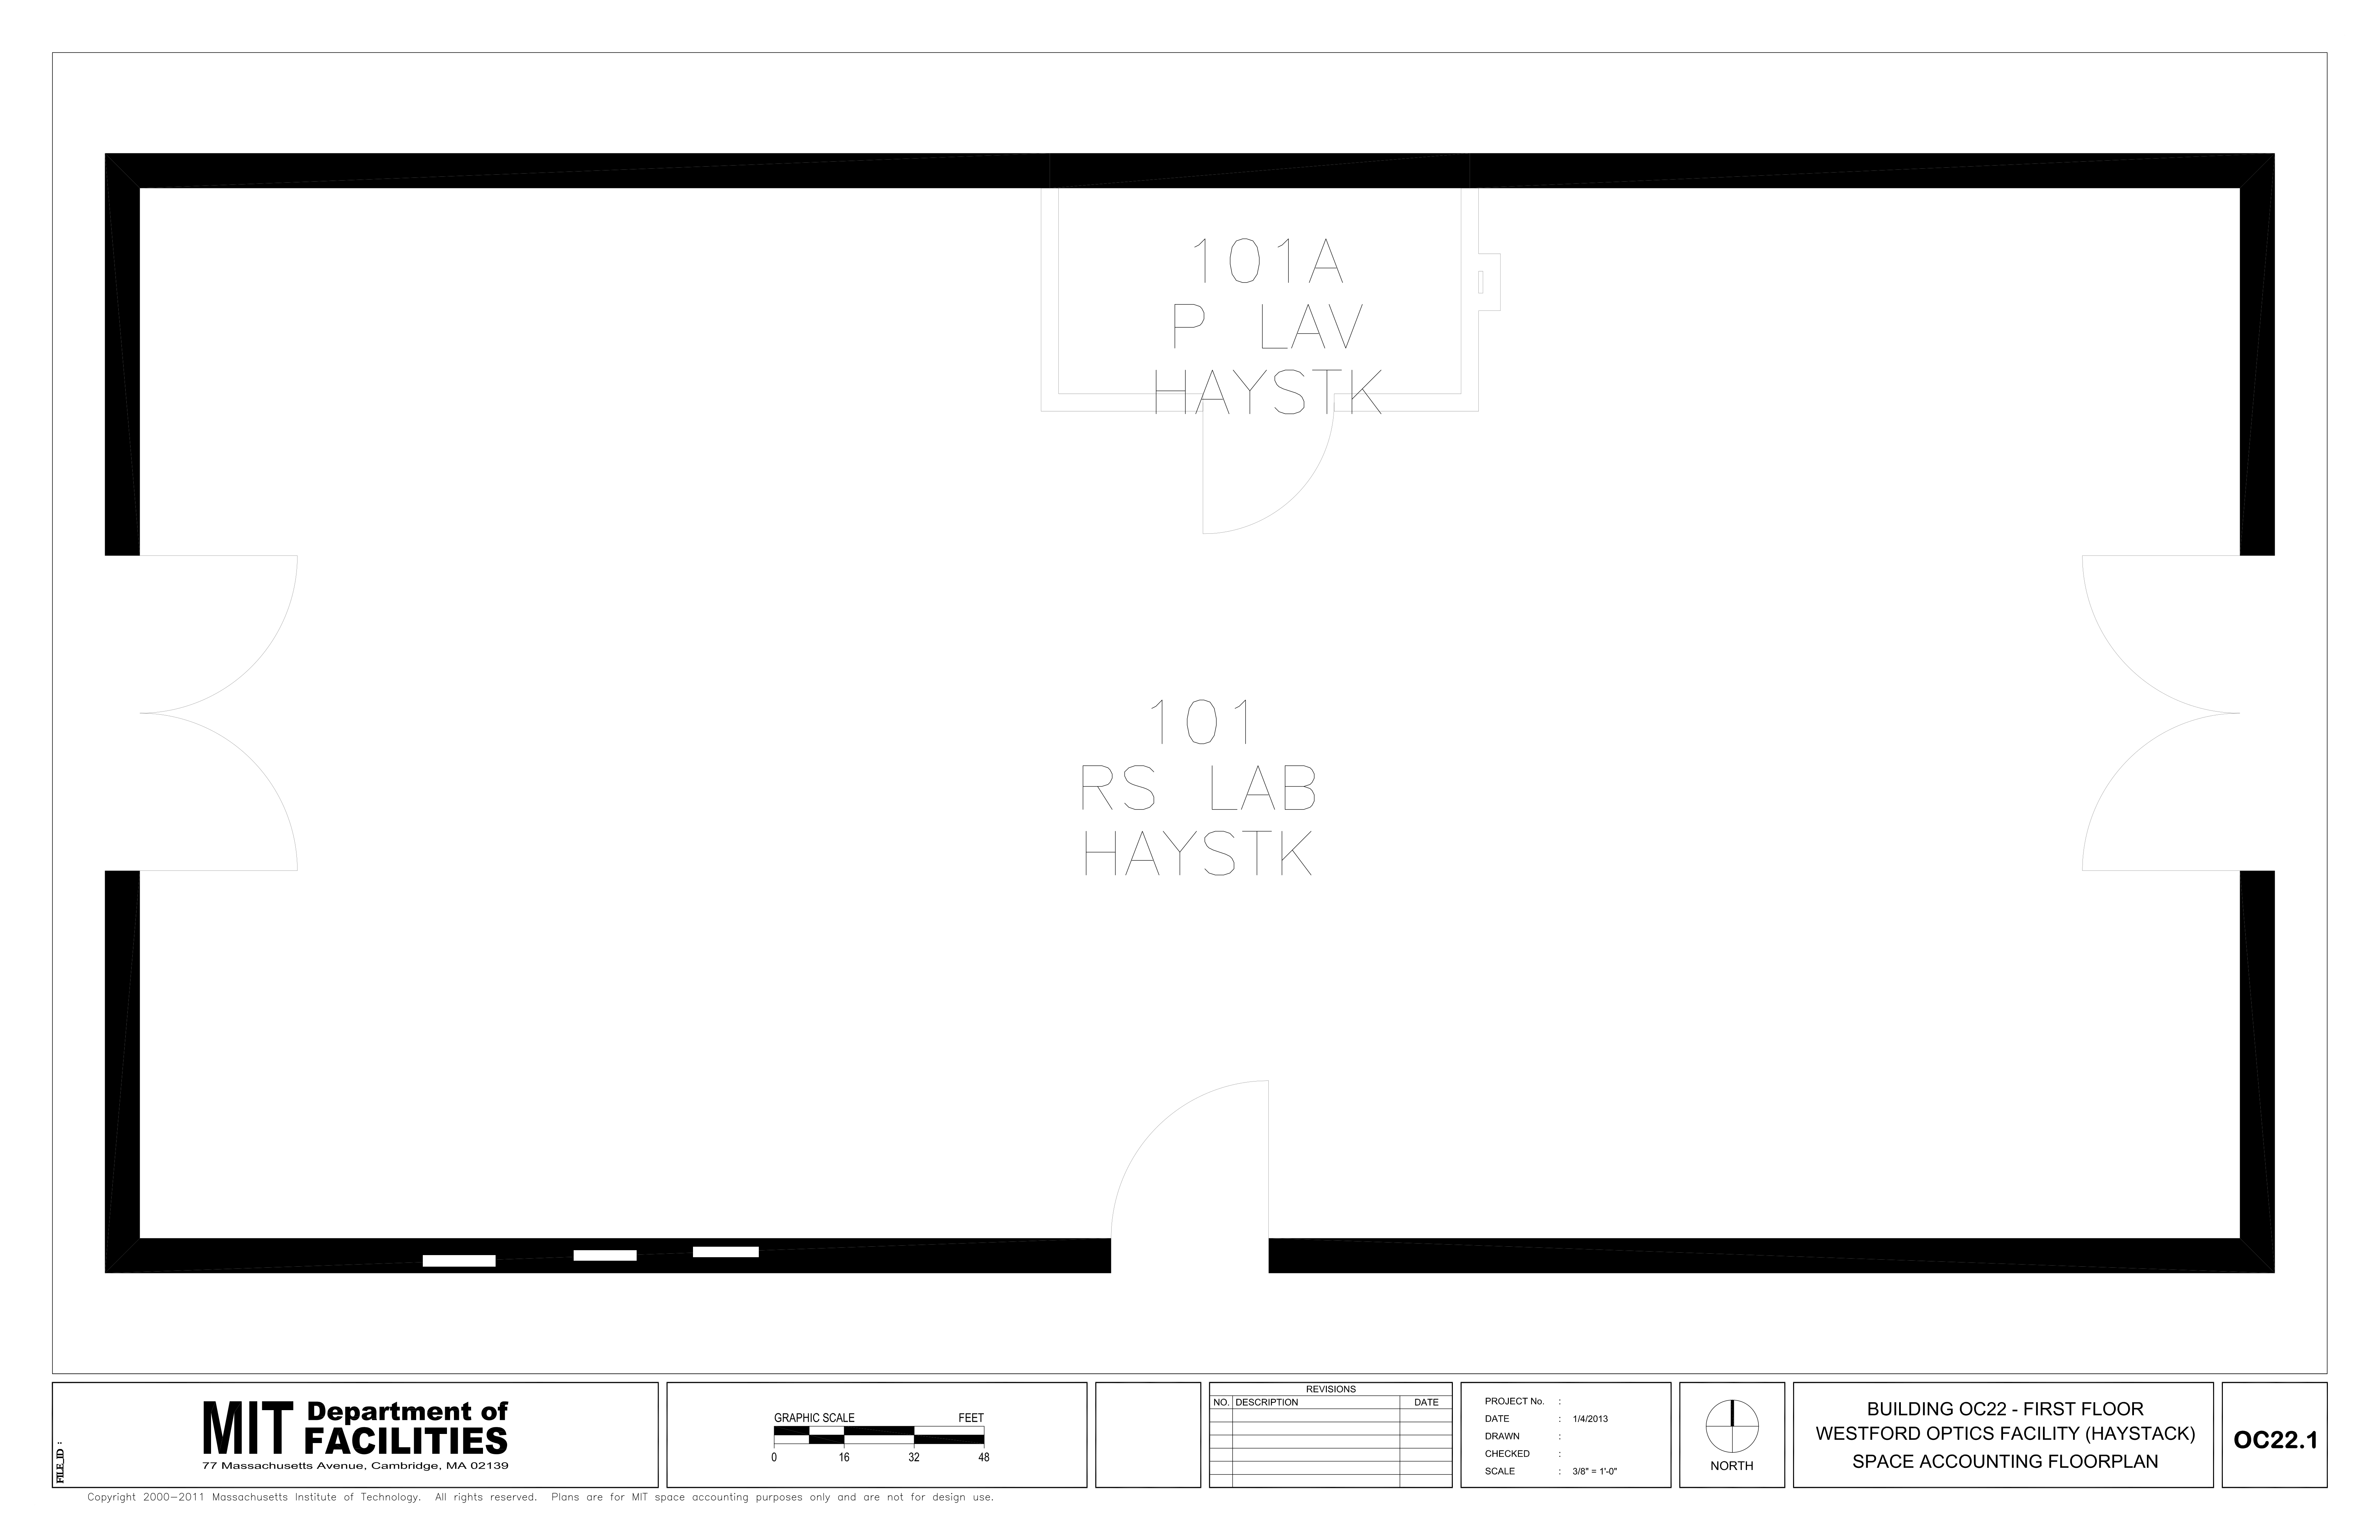 101A
P LAV
HAYSTK
101
RS LAB
HAYSTK
FILE_ID :
MIT Department of
FACILITIES
77 Massachusetts Avenue, Cambridge, MA 02139
GRAPHIC SCALE FEET
0 16 32 48
REVISIONS
NO. DESCRIPTION DATE
PROJECT No. :
DATE : 1/4/2013
DRAWN :
CHECKED :
SCALE : 3/8" = 1'-0"
NORTH
BUILDING OC22 - FIRST FLOOR
WESTFORD OPTICS FACILITY (HAYSTACK)
SPACE ACCOUNTING FLOORPLAN
OC22.1
Copyright 2000-2011 Massachusetts Institute of Technology. All rights reserved. Plans are for MIT space accounting purposes only and are not for design use.